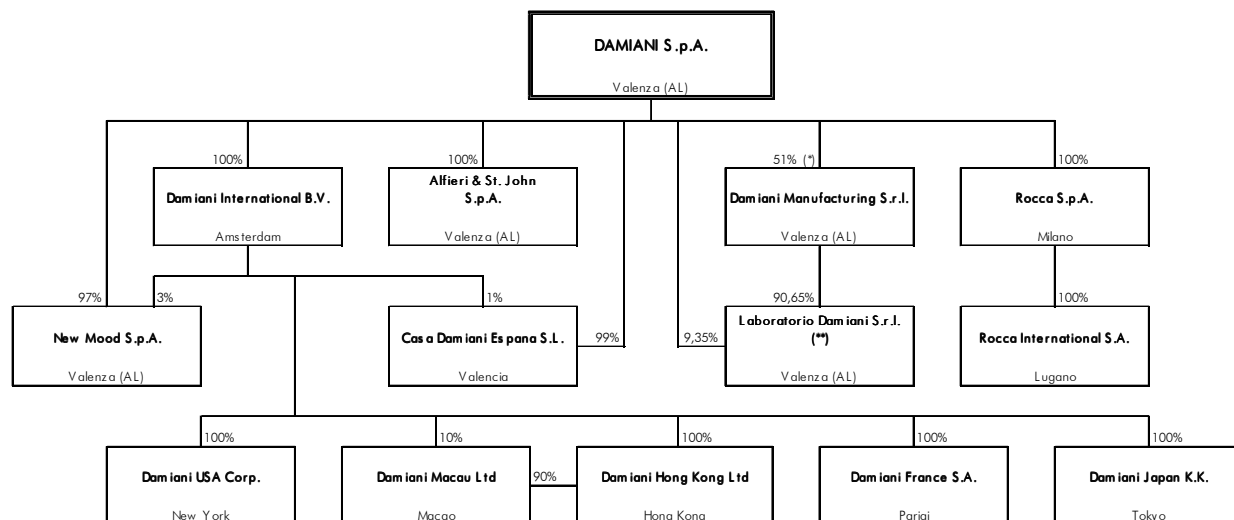 DAMIANI S.p.A.
Valenza (AL)
100%
100%
51% (*)
100%
Damiani International B.V.
Amsterdam
Alfieri & St. John
S.p.A.
Valenza (AL)
Damiani Manufacturing S.r.l.
Valenza (AL)
Rocca S.p.A.
Milano
97%
3%
1%
90,65%
100%
New Mood S.p.A.
Valenza (AL)
Casa Damiani Espana S.L.
Valencia
99%
9,35%
Laboratorio Damiani S.r.l.
(**)
Valenza (AL)
Rocca International S.A.
Lugano
100%
10%
100%
100%
100%
Damiani USA Corp.
New York
Damiani Macau Ltd
Macao
90%
Damiani Hong Kong Ltd
Hong Kong
Damiani France S.A.
Parigi
Damiani Japan K.K.
Tokyo